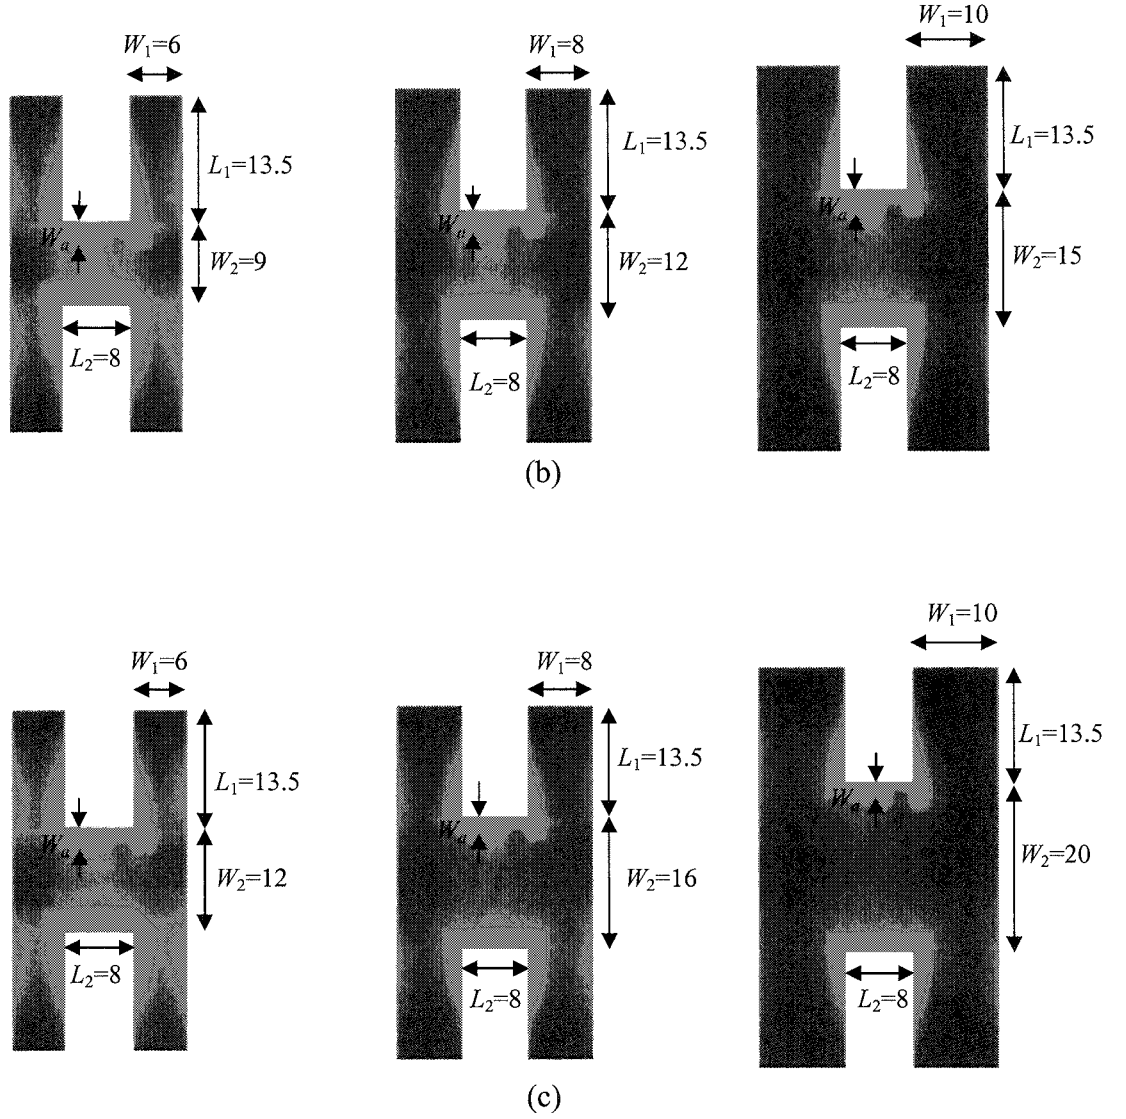 W₁=6
L₁=13.5
Wₐ
W₂=9
L₂=8
W₁=8
L₁=13.5
Wₐ
W₂=12
L₂=8
W₁=10
L₁=13.5
Wₐ
W₂=15
L₂=8
(b)
W₁=6
L₁=13.5
Wₐ
W₂=12
L₂=8
W₁=8
L₁=13.5
Wₐ
W₂=16
L₂=8
W₁=10
L₁=13.5
Wₐ
W₂=20
L₂=8
(c)